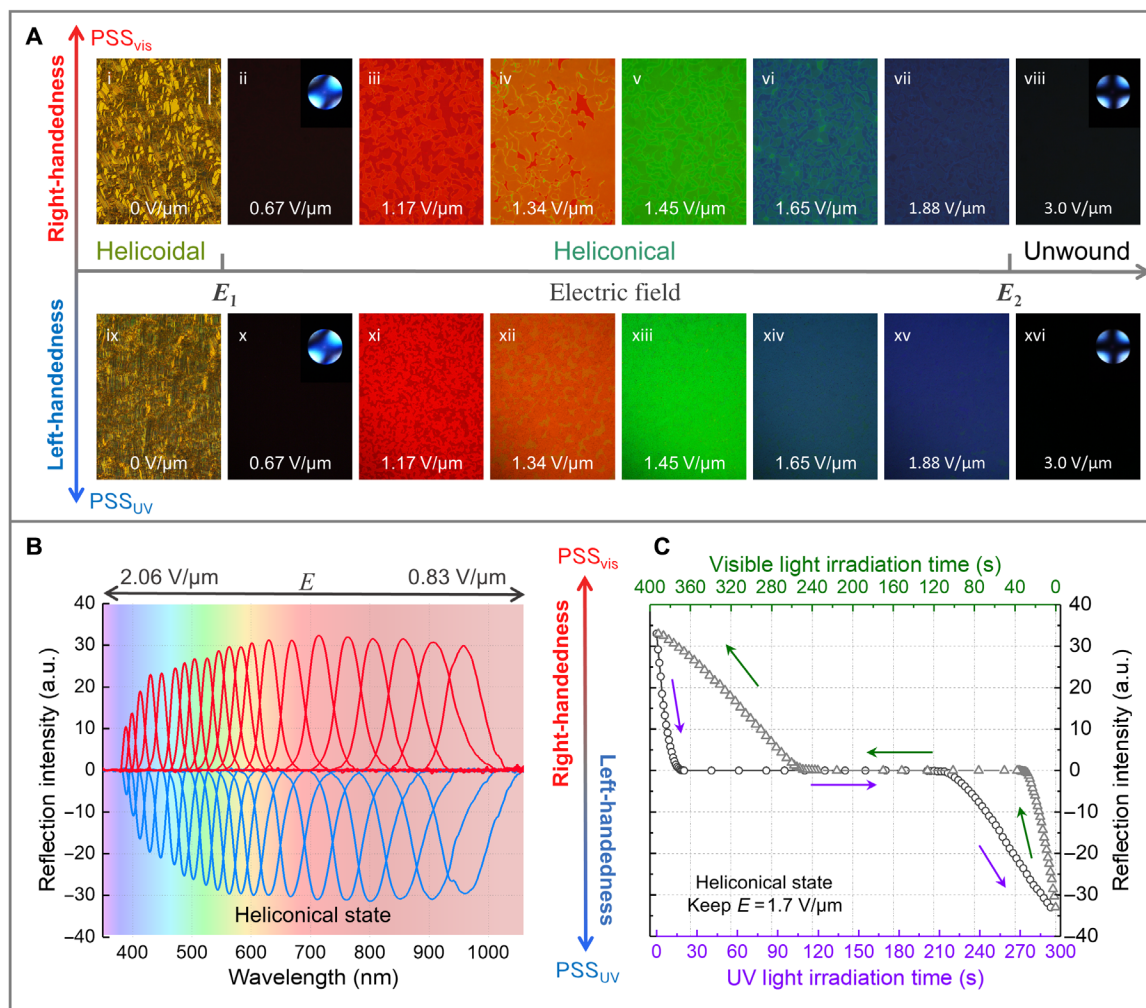 A
PSSvis
Right-handedness
i
ii
iii
iv
v
vi
vii
viii
0 V/µm
0.67 V/µm
1.17 V/µm
1.34 V/µm
1.45 V/µm
1.65 V/µm
1.88 V/µm
3.0 V/µm
Helicoidal
Heliconical
Unwound
E1
Electric field
E2
Left-handedness
ix
x
xi
xii
xiii
xiv
xv
xvi
0 V/µm
0.67 V/µm
1.17 V/µm
1.34 V/µm
1.45 V/µm
1.65 V/µm
1.88 V/µm
3.0 V/µm
PSSUV
B
2.06 V/µm
E
0.83 V/µm
40
30
20
10
0
–10
–20
–30
–40
Reflection intensity (a.u.)
Heliconical state
400
500
600
700
800
900
1000
Wavelength (nm)
PSSvis
Right-handedness
Left-handedness
PSSUV
C
Visible light irradiation time (s)
400
360
320
280
240
200
160
120
80
40
0
40
30
20
10
0
–10
–20
–30
–40
Reflection intensity (a.u.)
Heliconical state
Keep E = 1.7 V/µm
0
30
60
90
120
150
180
210
240
270
300
UV light irradiation time (s)